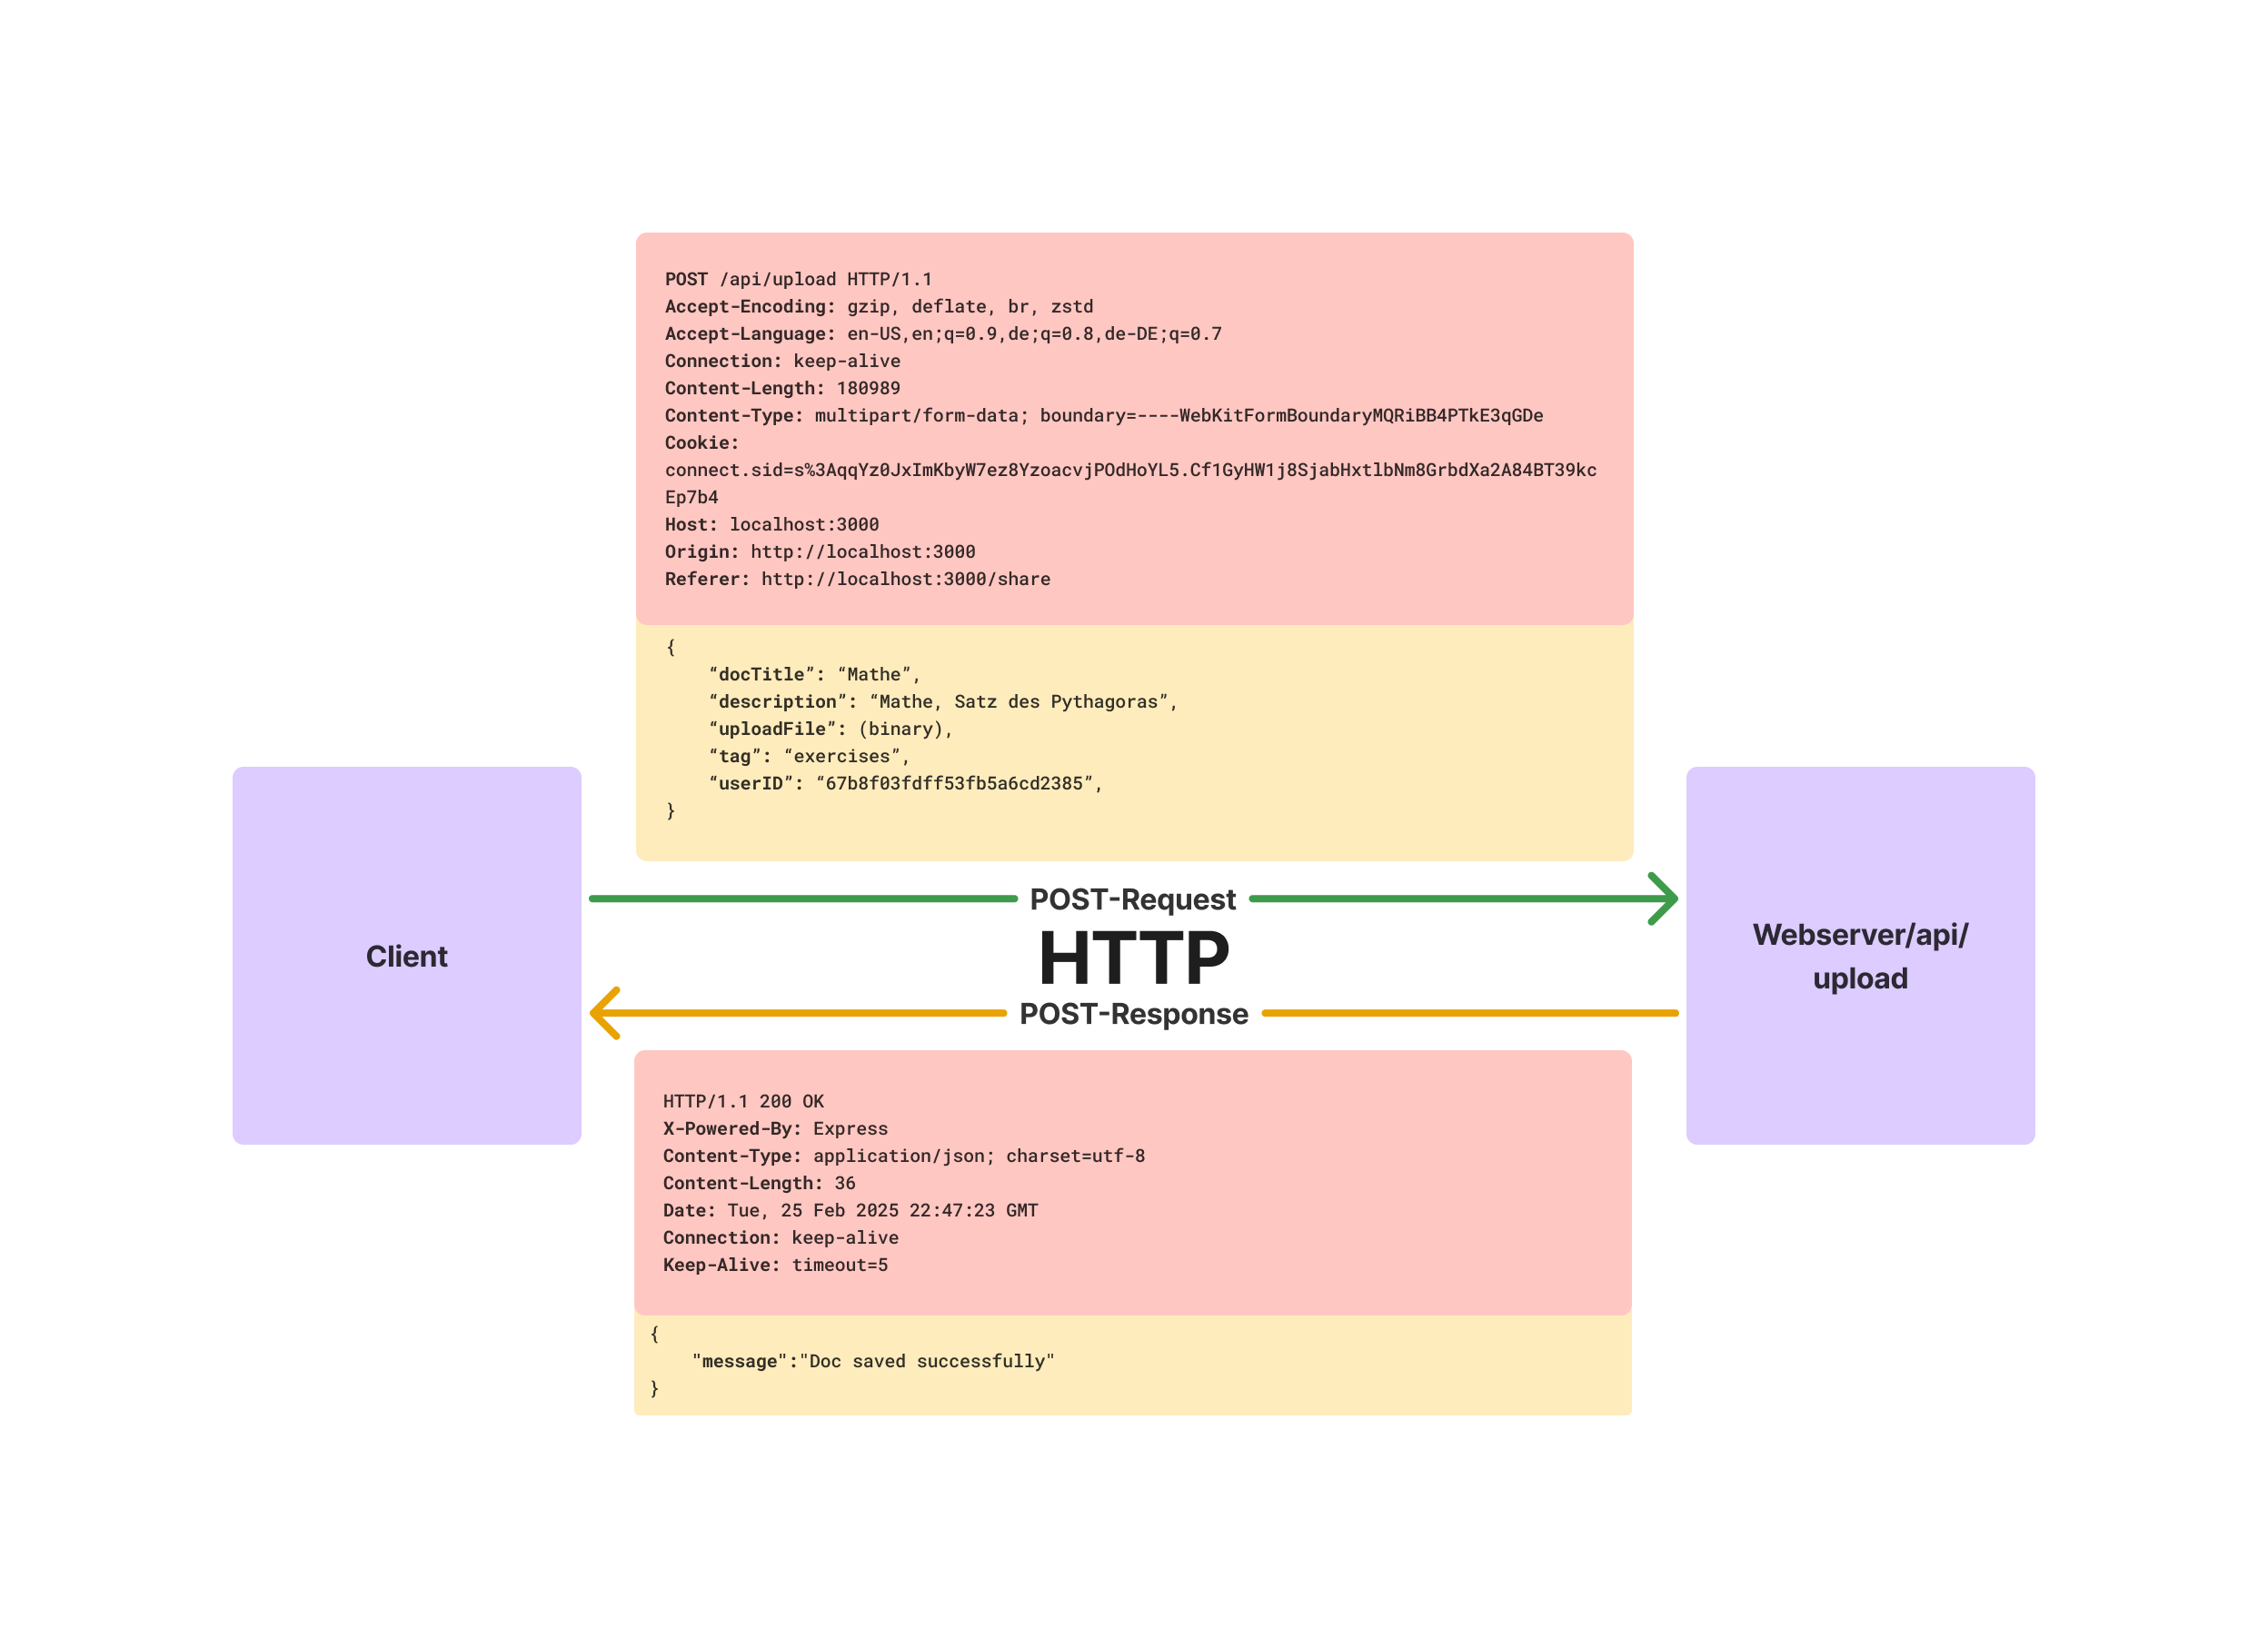 POST /api/upload HTTP/1.1
Accept-Encoding: gzip, deflate, br, zstd
Accept-Language: en-US,en;q=0.9,de;q=0.8,de-DE;q=0.7
Connection: keep-alive
Content-Length: 180989
Content-Type: multipart/form-data; boundary=----WebKitFormBoundaryMQRiBB4PTkE3qGDe
Cookie:
connect.sid=s%3AqqYz0JxImKbyW7ez8YzoacvjPOdHoYL5.Cf1GyHW1j8SjabHxtlbNm8GrbdXa2A84BT39kc
Ep7b4
Host: localhost:3000
Origin: http://localhost:3000
Referer: http://localhost:3000/share
{
“docTitle”: “Mathe”,
“description”: “Mathe, Satz des Pythagoras”,
“uploadFile”: (binary),
“tag”: “exercises”,
“userID”: “67b8f03fdff53fb5a6cd2385”,
}
Client
POST-Request
HTTP
POST-Response
Webserver/api/
upload
HTTP/1.1 200 OK
X-Powered-By: Express
Content-Type: application/json; charset=utf-8
Content-Length: 36
Date: Tue, 25 Feb 2025 22:47:23 GMT
Connection: keep-alive
Keep-Alive: timeout=5
{
"message":"Doc saved successfully"
}